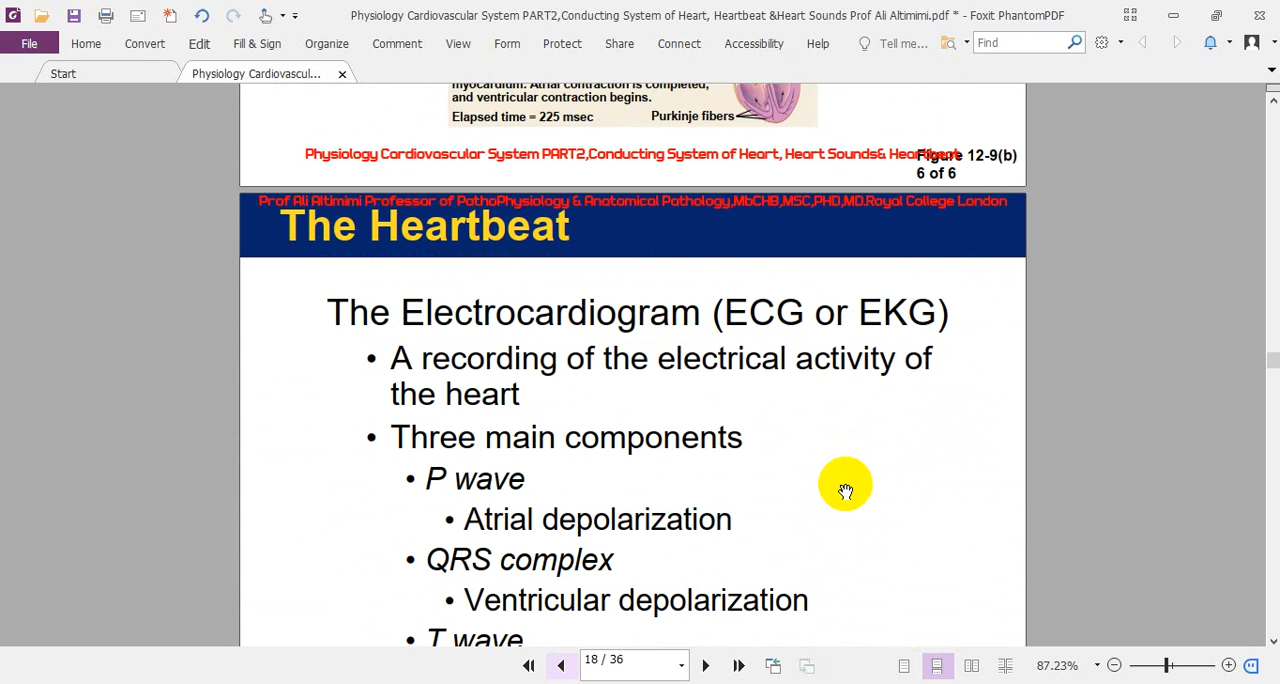 Physiology Cardiovascular System PART2,Conducting System of Heart, Heartbeat &Heart Sounds Prof Ali Altimimi.pdf * - Foxit PhantomPDF
File Home Convert Edit Fill & Sign Organize Comment View Form Protect Share Connect Accessibility Help Tell me... Find
Start Physiology Cardiovascul...
myocardium. Atrial contraction is completed,
and ventricular contraction begins.
Elapsed time = 225 msec Purkinje fibers
Physiology Cardiovascular System PART2,Conducting System of Heart, Heart Sounds& Heartbeat
Figure 12-9(b)
6 of 6
Prof Ali Altimimi Professor of PathoPhysiology & Anatomical Pathology,MbCHB,MSC,PHD,MD.Royal College London
The Heartbeat
The Electrocardiogram (ECG or EKG)
• A recording of the electrical activity of
the heart
• Three main components
• P wave
• Atrial depolarization
• QRS complex
• Ventricular depolarization
• T wave
18 / 36
87.23%